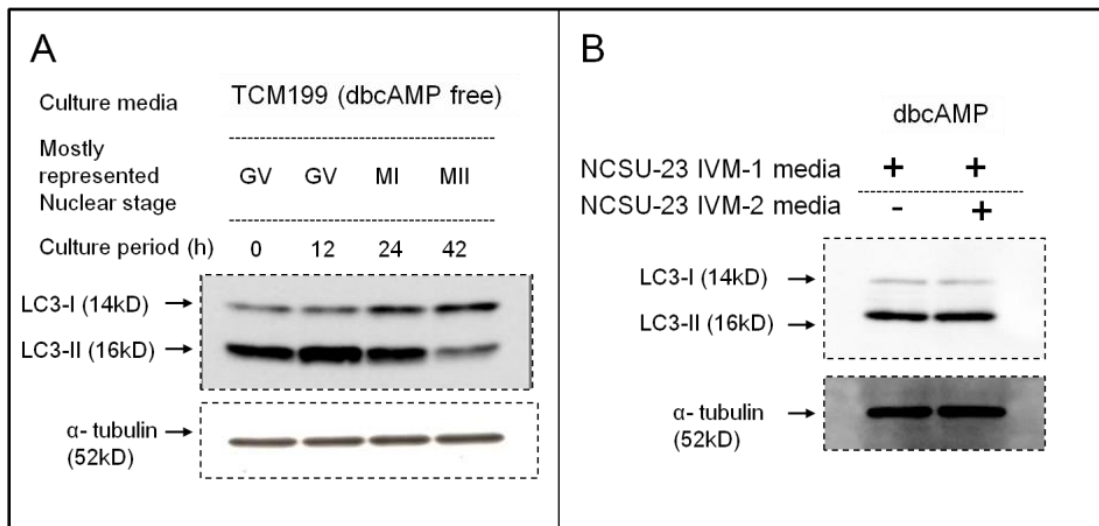 A
Culture media TCM199 (dbcAMP free)
Mostly
represented
Nuclear stage
GV GV MI MII
Culture period (h) 0 12 24 42
LC3-I (14kD)
LC3-II (16kD)
α- tubulin
(52kD)
B
dbcAMP
NCSU-23 IVM-1 media + +
NCSU-23 IVM-2 media - +
LC3-I (14kD)
LC3-II (16kD)
α- tubulin
(52kD)